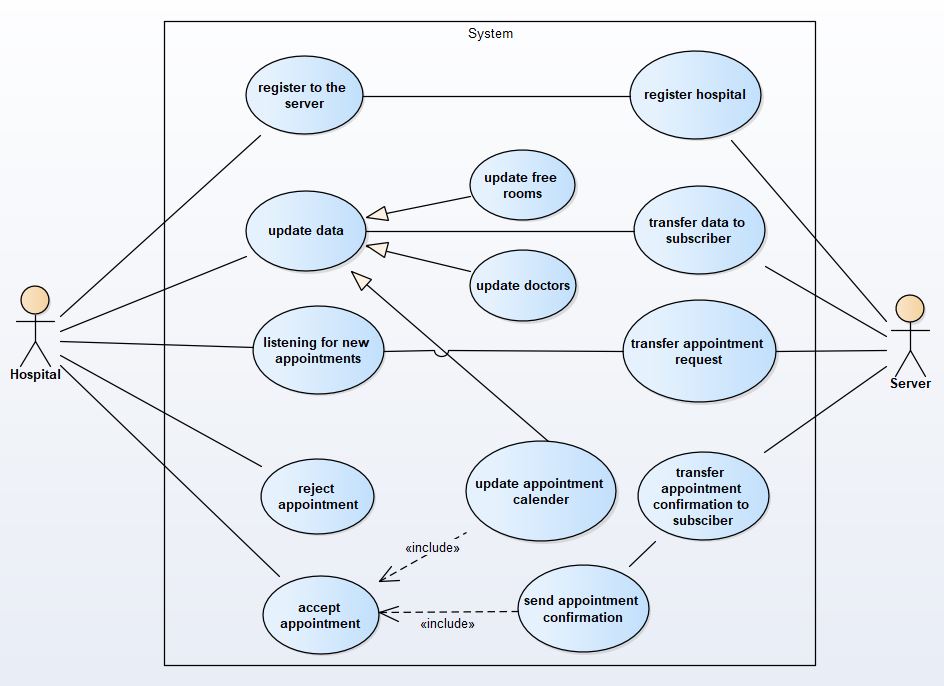 System
register to the
server
register hospital
update free
rooms
update data
transfer data to
subscriber
update doctors
listening for new
appointments
transfer appointment
request
Hospital
Server
reject
appointment
update appointment
calender
transfer
appointment
confirmation to
subsciber
«include»
accept
appointment
send appointment
confirmation
«include»